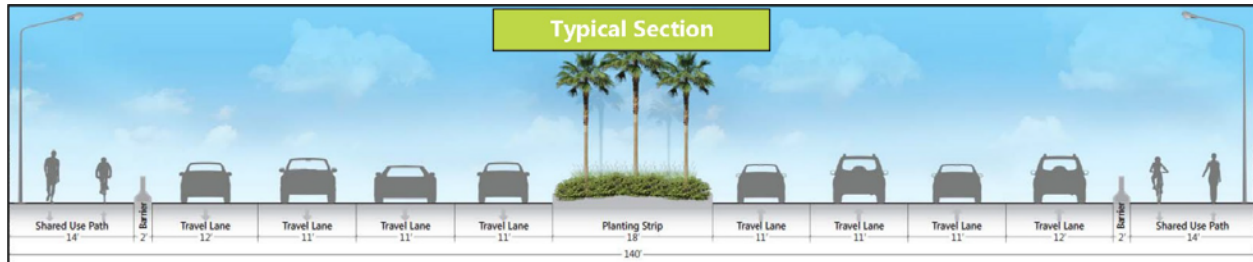 Typical Section
Shared Use Path Barrier Travel Lane Travel Lane Travel Lane Travel Lane Planting Strip Travel Lane Travel Lane Travel Lane Travel Lane Barrier Shared Use Path
14' 2' 12' 11' 11' 11' 18' 11' 11' 11' 12' 2' 14'
140'